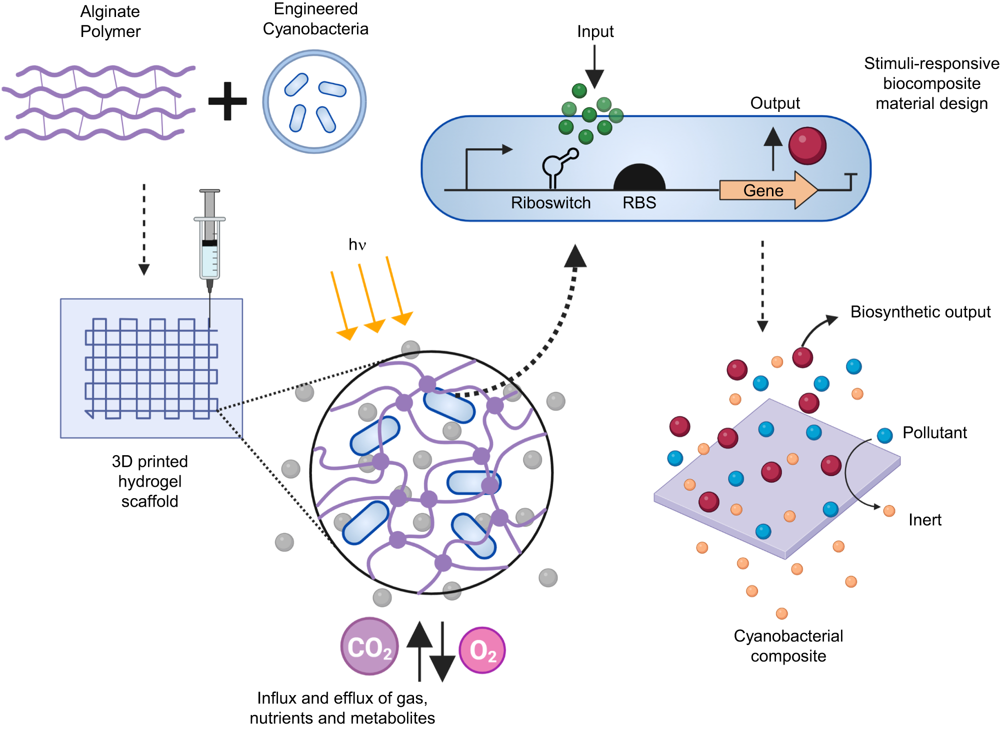 Alginate
Polymer
Engineered
Cyanobacteria
Input
Stimuli-responsive
biocomposite
material design
Output
Gene
Riboswitch
RBS
hν
3D printed
hydrogel
scaffold
Biosynthetic output
Pollutant
Inert
Cyanobacterial
composite
CO₂
O₂
Influx and efflux of gas,
nutrients and metabolites